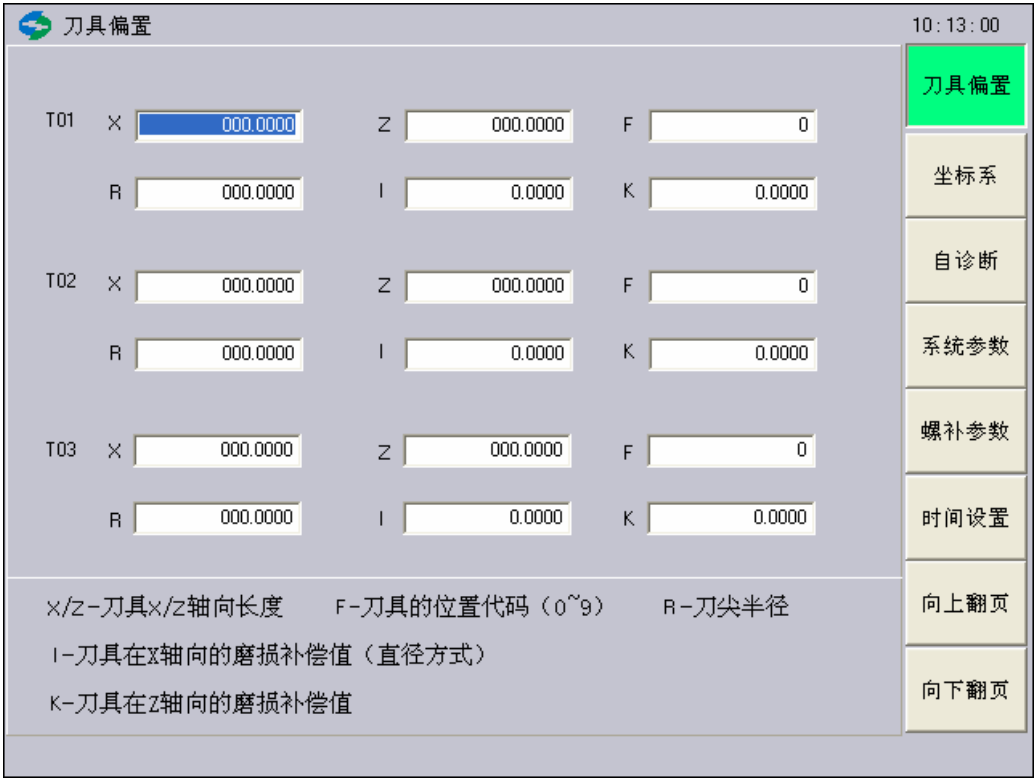 刀具偏置 10:13:00
刀具偏置
T01 X 000.0000 Z 000.0000 F 0
R 000.0000 I 0.0000 K 0.0000
坐标系
自诊断
T02 X 000.0000 Z 000.0000 F 0
R 000.0000 I 0.0000 K 0.0000
系统参数
螺补参数
T03 X 000.0000 Z 000.0000 F 0
R 000.0000 I 0.0000 K 0.0000
时间设置
X/Z-刀具X/Z轴向长度 F-刀具的位置代码（0~9） R-刀尖半径
向上翻页
I-刀具在X轴向的磨损补偿值（直径方式）
K-刀具在Z轴向的磨损补偿值
向下翻页